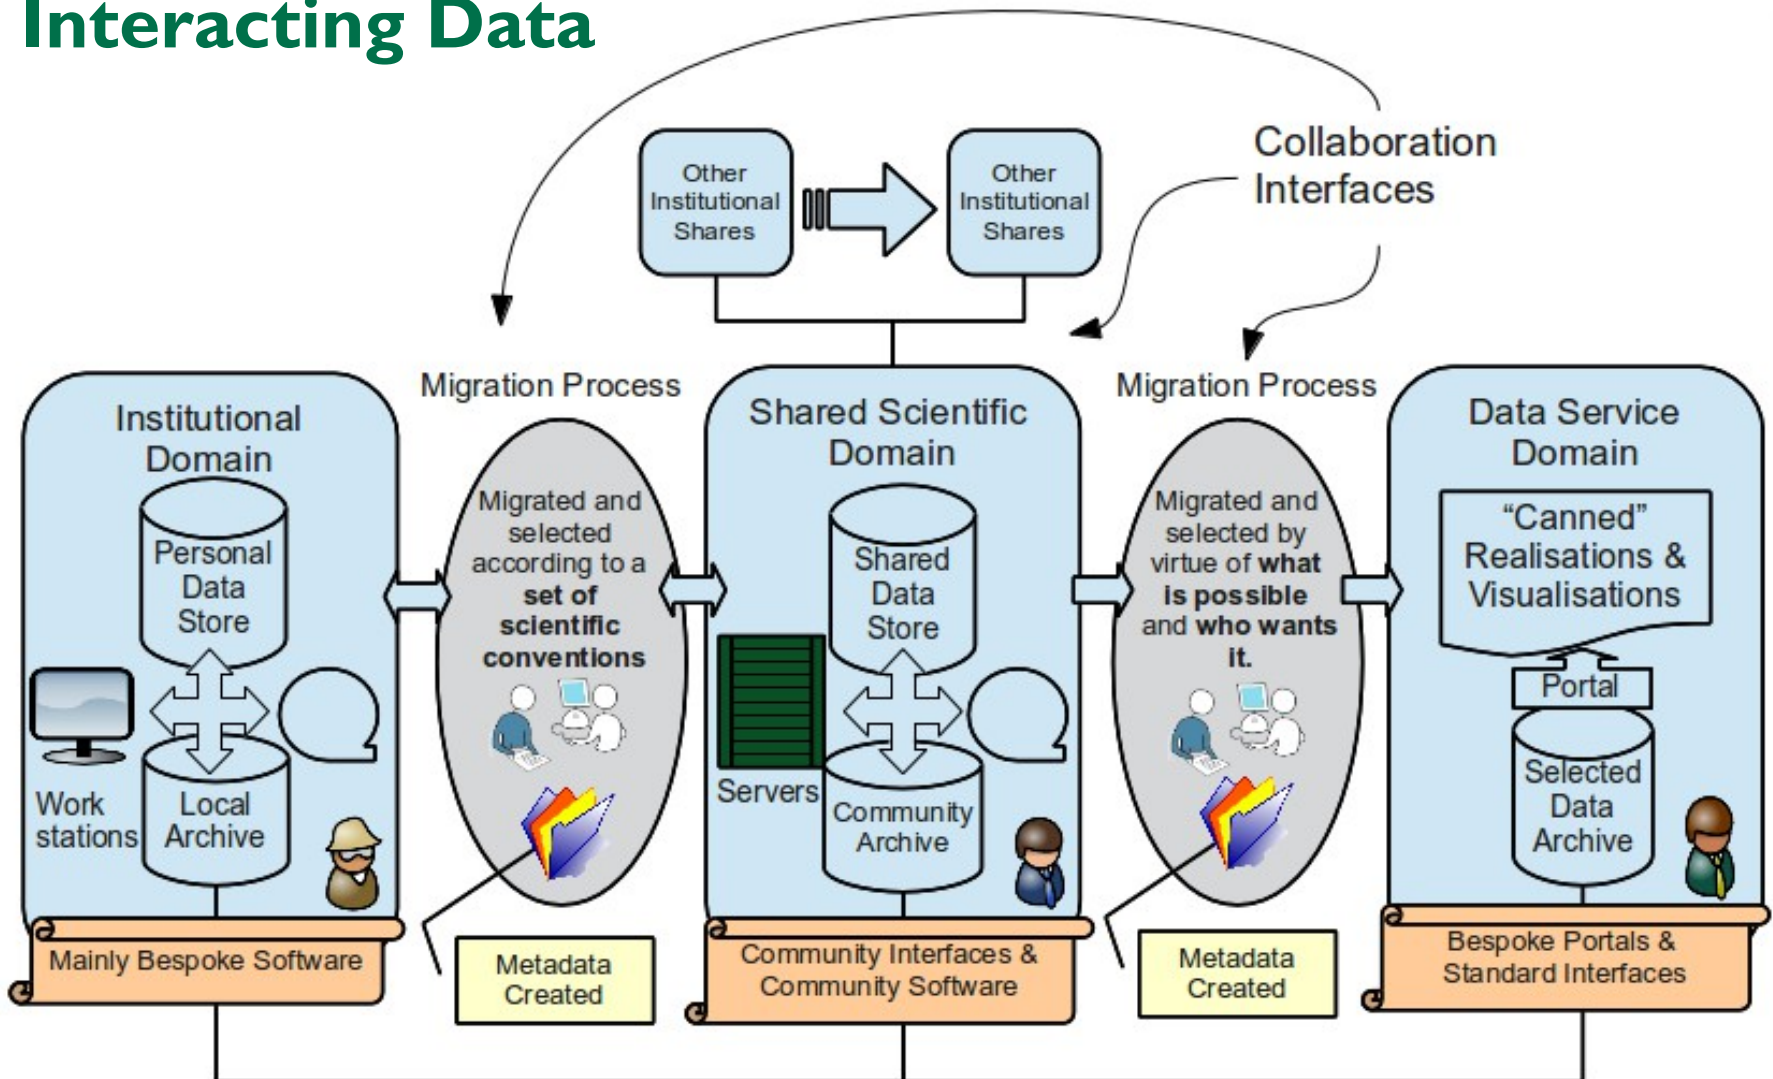 Interacting Data
Other
Institutional
Shares
Other
Institutional
Shares
Collaboration
Interfaces
Institutional
Domain
Personal
Data
Store
Work
stations
Local
Archive
Mainly Bespoke Software
Migration Process
Migrated and
selected
according to a
set of
scientific
conventions
Metadata
Created
Shared Scientific
Domain
Shared
Data
Store
Servers
Community
Archive
Community Interfaces &
Community Software
Migration Process
Migrated and
selected by
virtue of what
is possible
and who wants
it.
Metadata
Created
Data Service
Domain
“Canned”
Realisations &
Visualisations
Portal
Selected
Data
Archive
Bespoke Portals &
Standard Interfaces